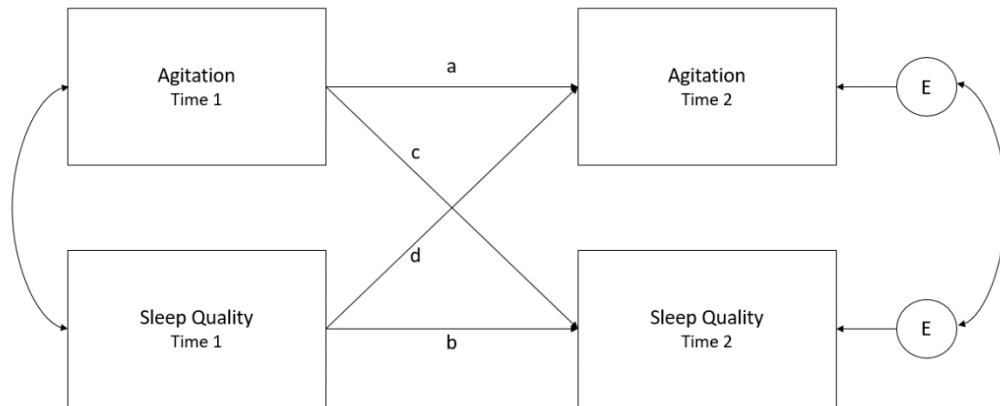 Agitation
Time 1
a
Agitation
Time 2
E
c
d
Sleep Quality
Time 1
b
Sleep Quality
Time 2
E